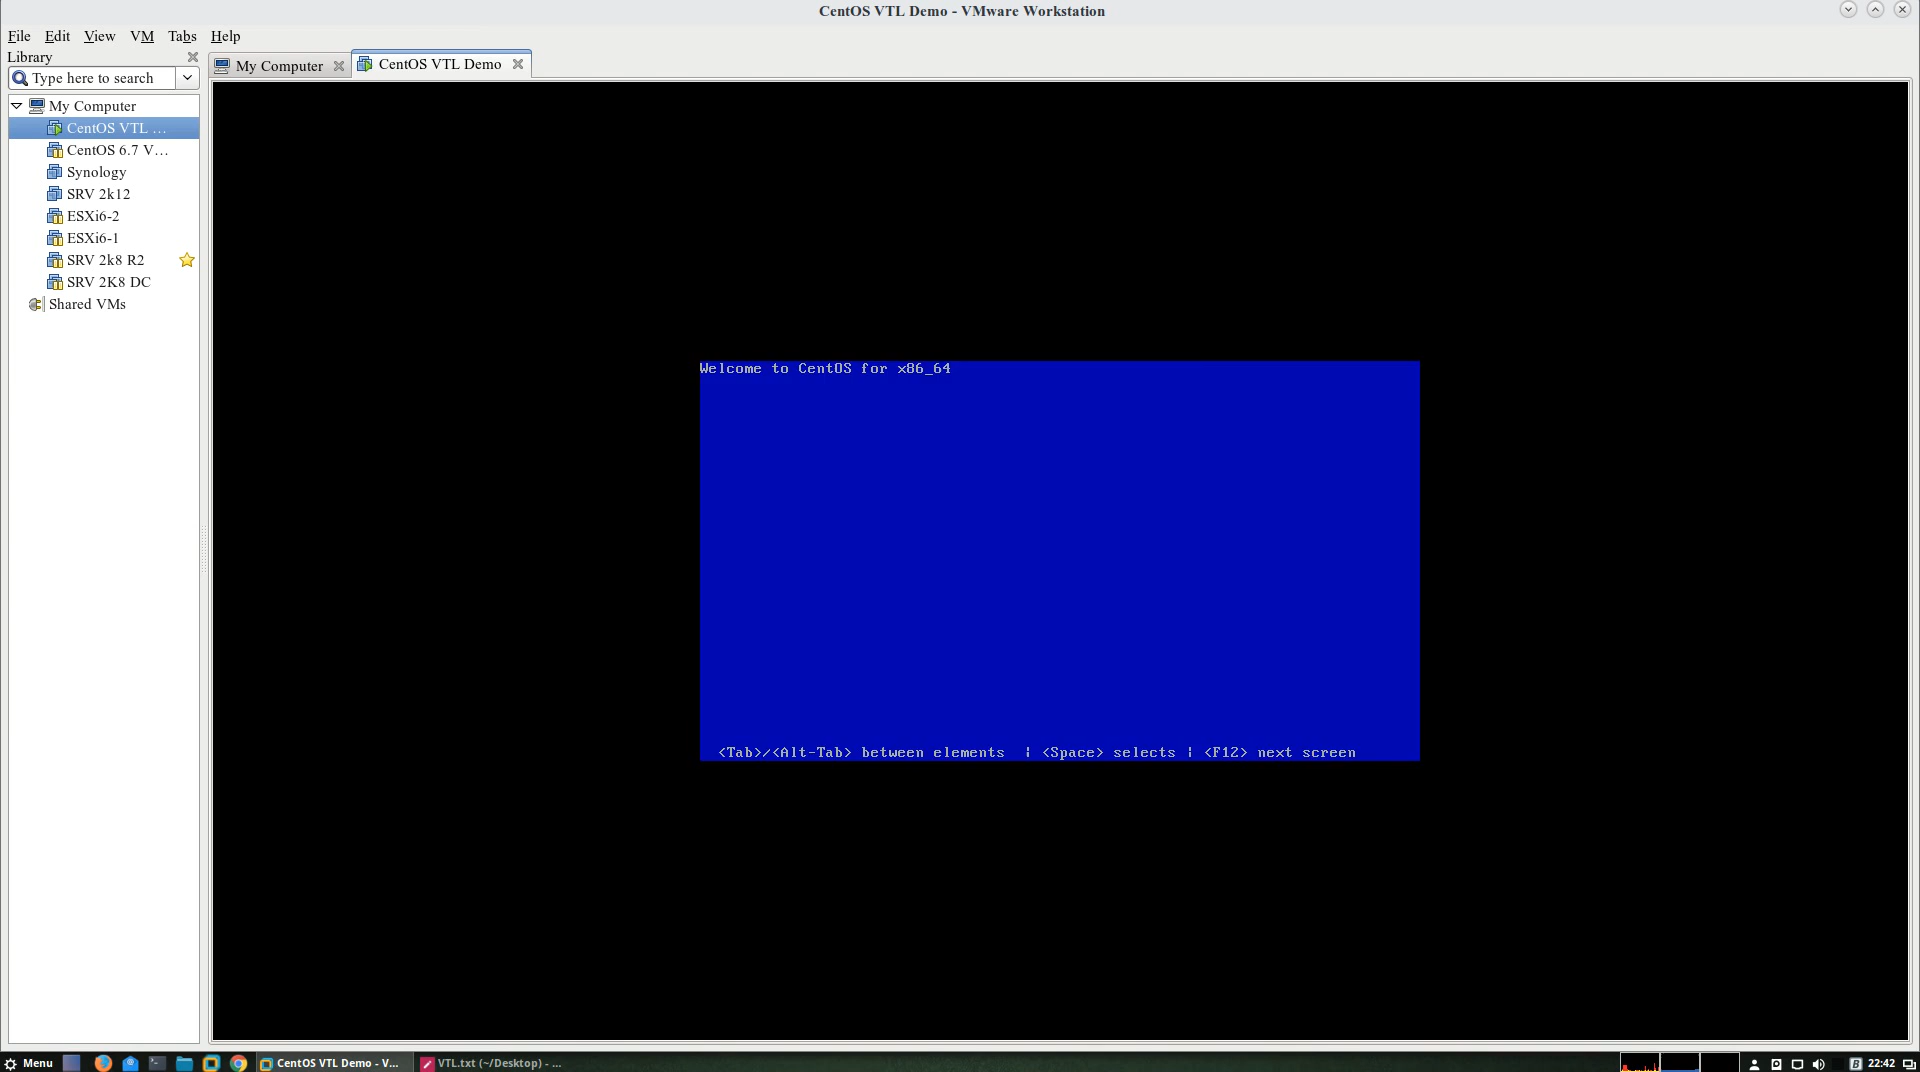 CentOS VTL Demo - VMware Workstation
File Edit View VM Tabs Help
Library
Type here to search
My Computer
CentOS VTL ...
CentOS 6.7 V...
Synology
SRV 2k12
ESXi6-2
ESXi6-1
SRV 2k8 R2
SRV 2K8 DC
Shared VMs
My Computer
CentOS VTL Demo
Welcome to CentOS for x86_64
<Tab>/<Alt-Tab> between elements | <Space> selects | <F12> next screen
Menu
CentOS VTL Demo - V...
VTL.txt (~/Desktop) - ...
22:42